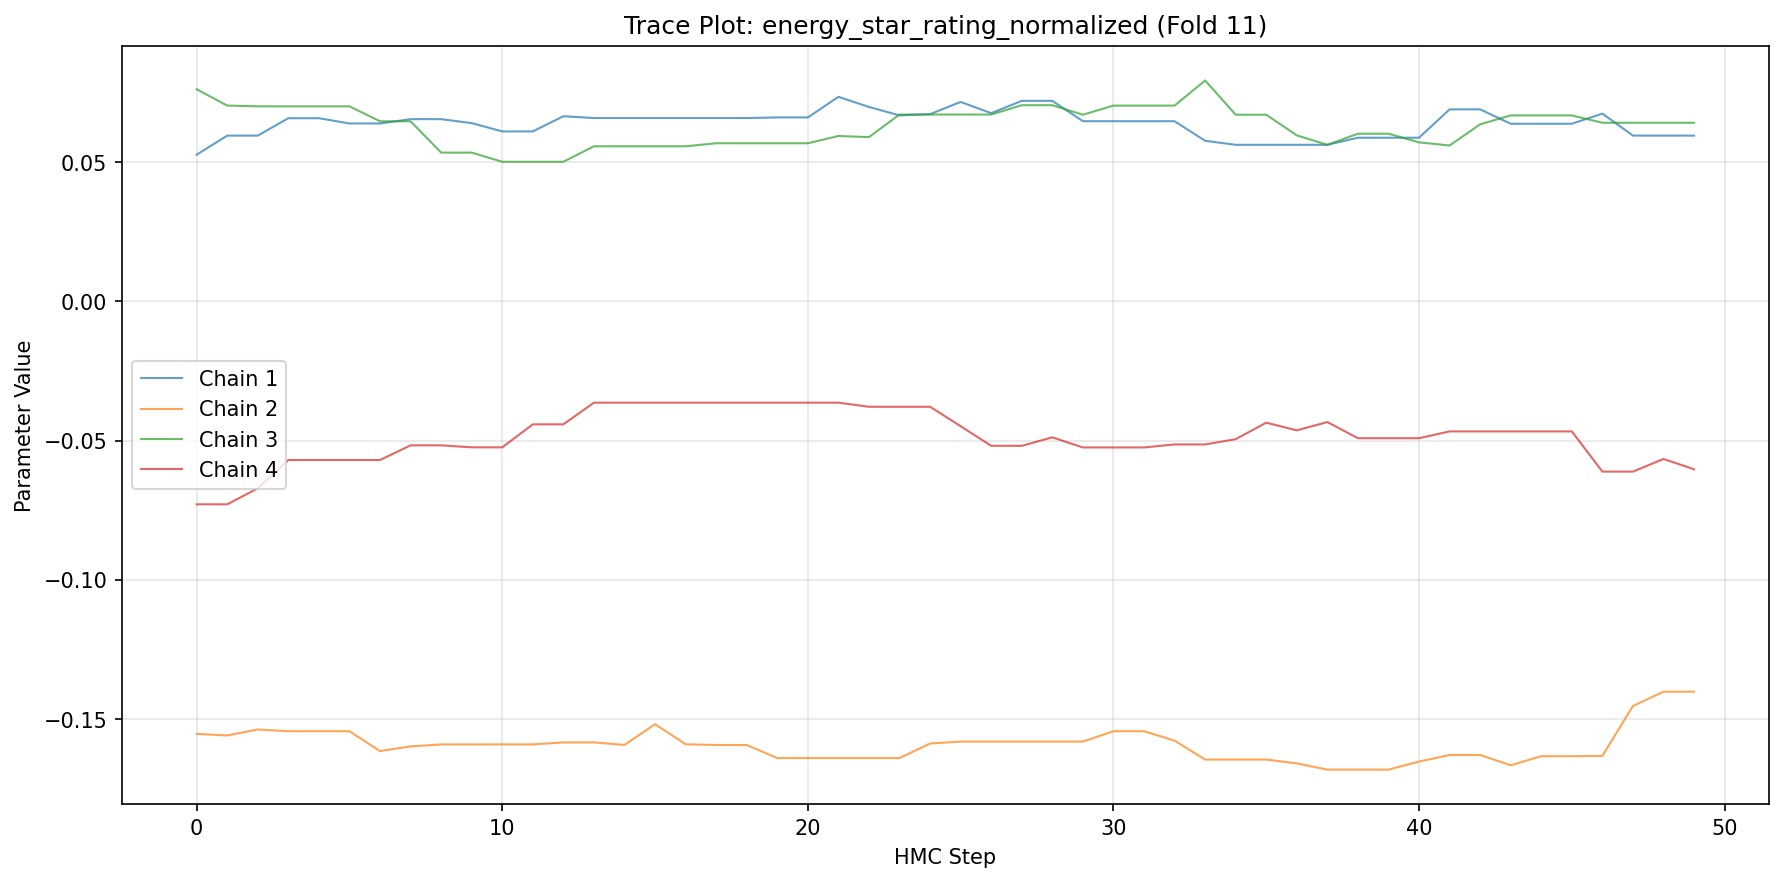 Trace Plot: energy_star_rating_normalized (Fold 11)
Parameter Value
0.05
0.00
−0.05
−0.10
−0.15
Chain 1
Chain 2
Chain 3
Chain 4
0 10 20 30 40 50
HMC Step